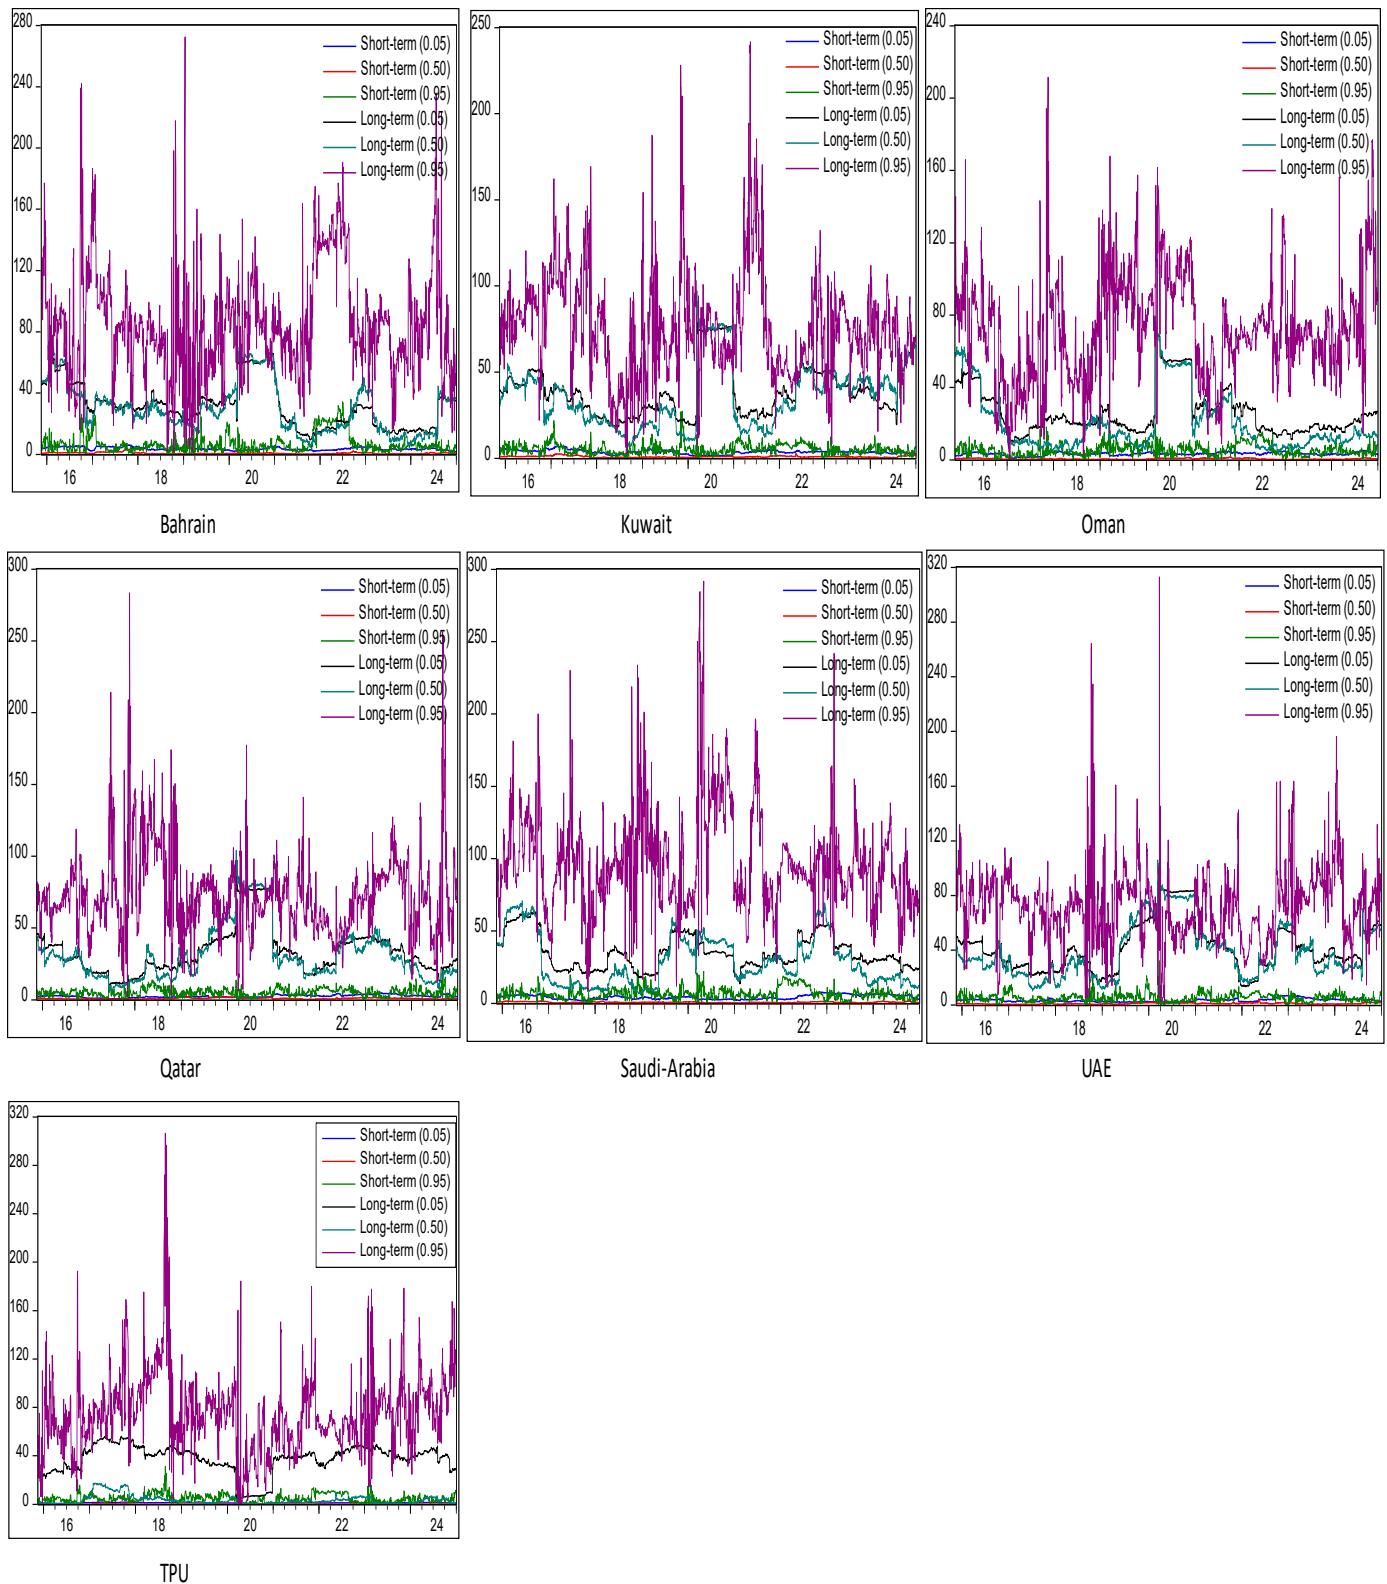 280
240
200
160
120
80
40
0
Short-term (0.05)
Short-term (0.50)
Short-term (0.95)
Long-term (0.05)
Long-term (0.50)
Long-term (0.95)
16 18 20 22 24
Bahrain
250
200
150
100
50
0
Short-term (0.05)
Short-term (0.50)
Short-term (0.95)
Long-term (0.05)
Long-term (0.50)
Long-term (0.95)
16 18 20 22 24
Kuwait
240
200
160
120
80
40
0
Short-term (0.05)
Short-term (0.50)
Short-term (0.95)
Long-term (0.05)
Long-term (0.50)
Long-term (0.95)
16 18 20 22 24
Oman
300
250
200
150
100
50
0
Short-term (0.05)
Short-term (0.50)
Short-term (0.95)
Long-term (0.05)
Long-term (0.50)
Long-term (0.95)
16 18 20 22 24
Qatar
300
250
200
150
100
50
0
Short-term (0.05)
Short-term (0.50)
Short-term (0.95)
Long-term (0.05)
Long-term (0.50)
Long-term (0.95)
16 18 20 22 24
Saudi-Arabia
320
280
240
200
160
120
80
40
0
Short-term (0.05)
Short-term (0.50)
Short-term (0.95)
Long-term (0.05)
Long-term (0.50)
Long-term (0.95)
16 18 20 22 24
UAE
320
280
240
200
160
120
80
40
0
Short-term (0.05)
Short-term (0.50)
Short-term (0.95)
Long-term (0.05)
Long-term (0.50)
Long-term (0.95)
16 18 20 22 24
TPU